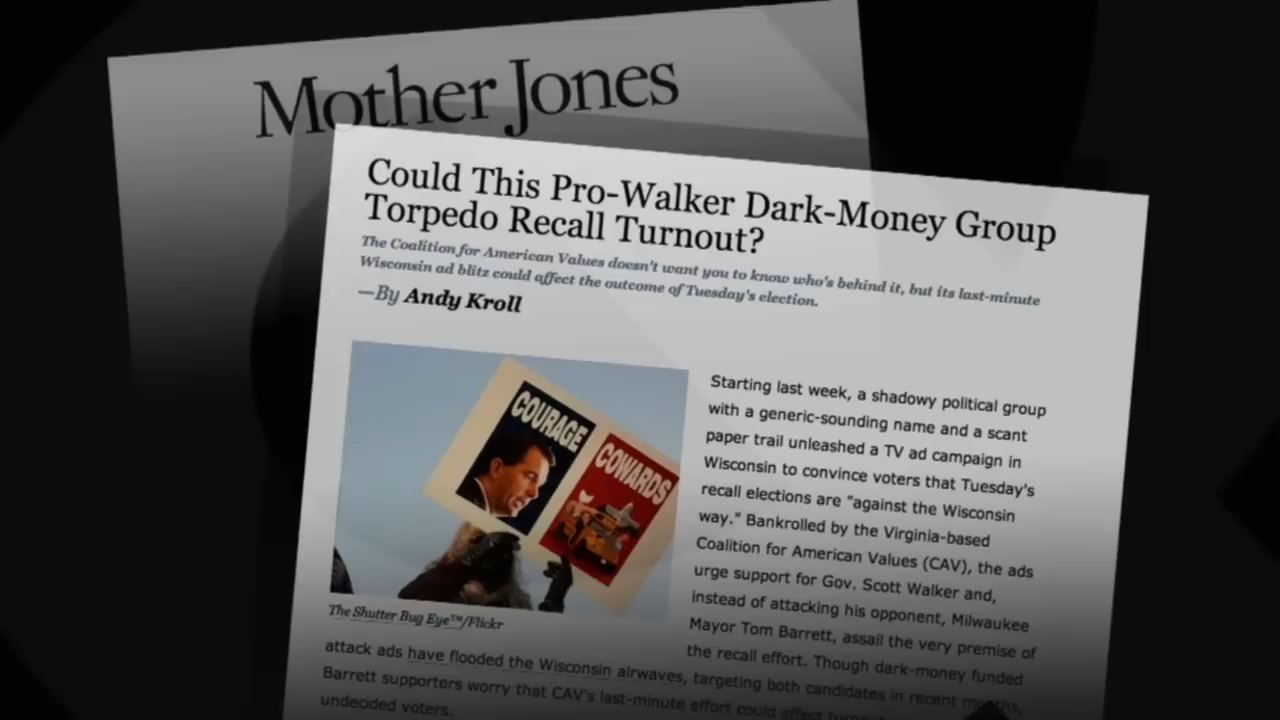 Mother Jones
Could This Pro-Walker Dark-Money Group
Torpedo Recall Turnout?
The Coalition for American Values doesn't want you to know who's behind it, but its last-minute
Wisconsin ad blitz could affect the outcome of Tuesday's election.
—By Andy Kroll
COURAGE
COWARDS
The Shutter Bug Eye™/Flickr
Starting last week, a shadowy political group
with a generic-sounding name and a scant
paper trail unleashed a TV ad campaign in
Wisconsin to convince voters that Tuesday's
recall elections are "against the Wisconsin
way." Bankrolled by the Virginia-based
Coalition for American Values (CAV), the ads
urge support for Gov. Scott Walker and,
instead of attacking his opponent, Milwaukee
Mayor Tom Barrett, assail the very premise of
the recall effort. Though dark-money funded
attack ads have flooded the Wisconsin airwaves, targeting both candidates in recent months,
Barrett supporters worry that CAV's last-minute effort could affect
undecided voters.